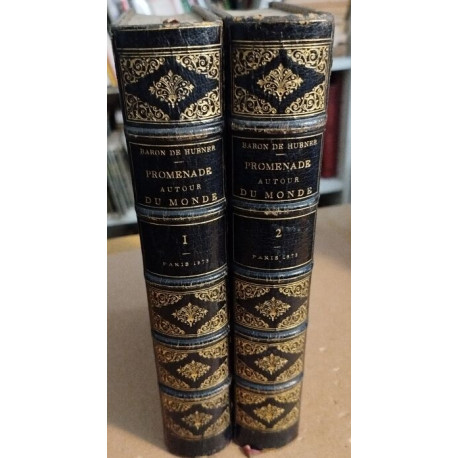 BARON DE HUBNER
PROMENADE
AUTOUR
DU MONDE
1
PARIS 1873
BARON DE HUBNER
PROMENADE
AUTOUR
DU MONDE
2
PARIS 1873